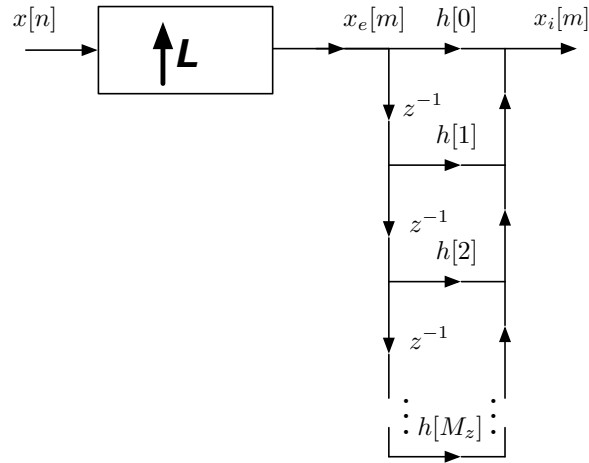 x[n]
L
x_e[m]
h[0]
x_i[m]
z^{-1}
h[1]
z^{-1}
h[2]
z^{-1}
h[M_z]